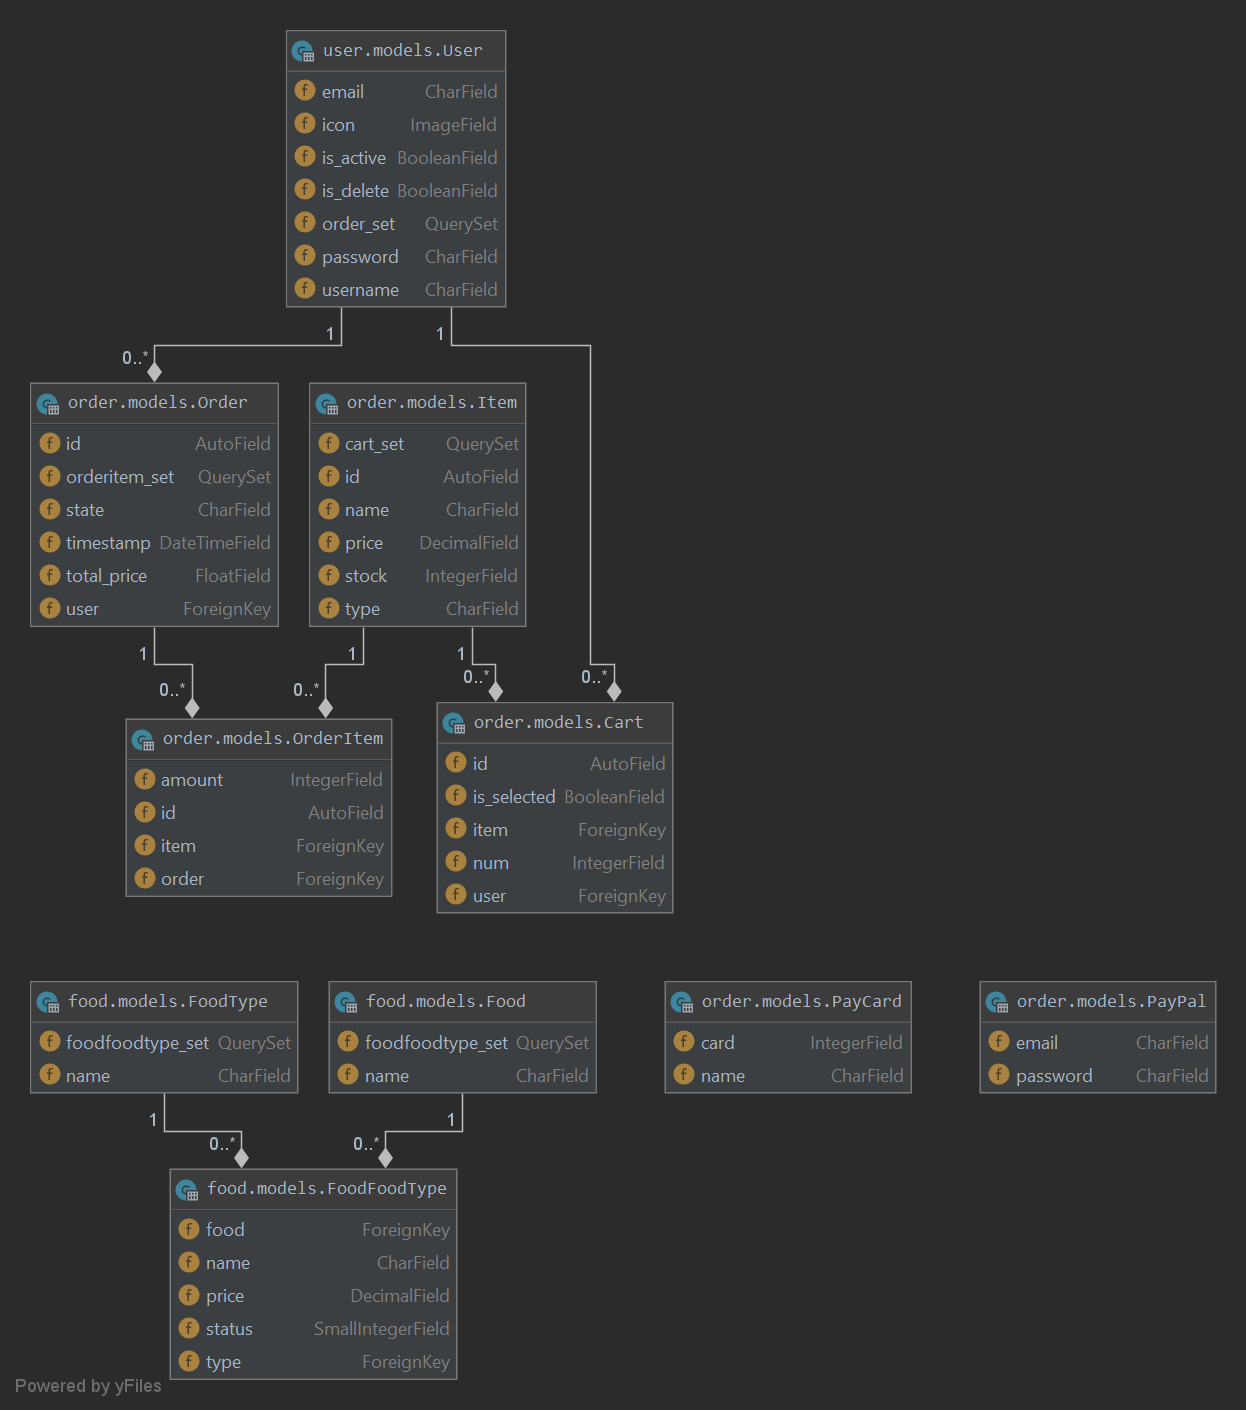 user.models.User
email CharField
icon ImageField
is_active BooleanField
is_delete BooleanField
order_set QuerySet
password CharField
username CharField
1
1
0..*
order.models.Order
id AutoField
orderitem_set QuerySet
state CharField
timestamp DateTimeField
total_price FloatField
user ForeignKey
order.models.Item
cart_set QuerySet
id AutoField
name CharField
price DecimalField
stock IntegerField
type CharField
1
1
1
0..*
0..*
0..*
0..*
order.models.OrderItem
amount IntegerField
id AutoField
item ForeignKey
order ForeignKey
order.models.Cart
id AutoField
is_selected BooleanField
item ForeignKey
num IntegerField
user ForeignKey
food.models.FoodType
foodfoodtype_set QuerySet
name CharField
food.models.Food
foodfoodtype_set QuerySet
name CharField
order.models.PayCard
card IntegerField
name CharField
order.models.PayPal
email CharField
password CharField
1
1
0..*
0..*
food.models.FoodFoodType
food ForeignKey
name CharField
price DecimalField
status SmallIntegerField
type ForeignKey
Powered by yFiles